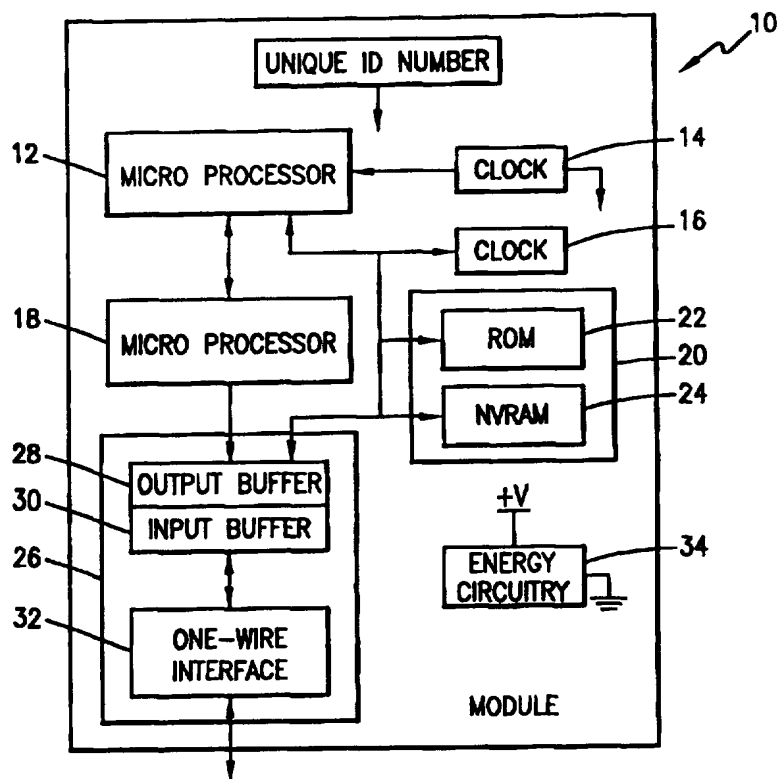 10
UNIQUE ID NUMBER
12
MICRO PROCESSOR
CLOCK
14
CLOCK
16
18
MICRO PROCESSOR
ROM
22
20
NVRAM
24
28
OUTPUT BUFFER
30
INPUT BUFFER
26
+V
ENERGY
CIRCUITRY
34
32
ONE-WIRE
INTERFACE
MODULE